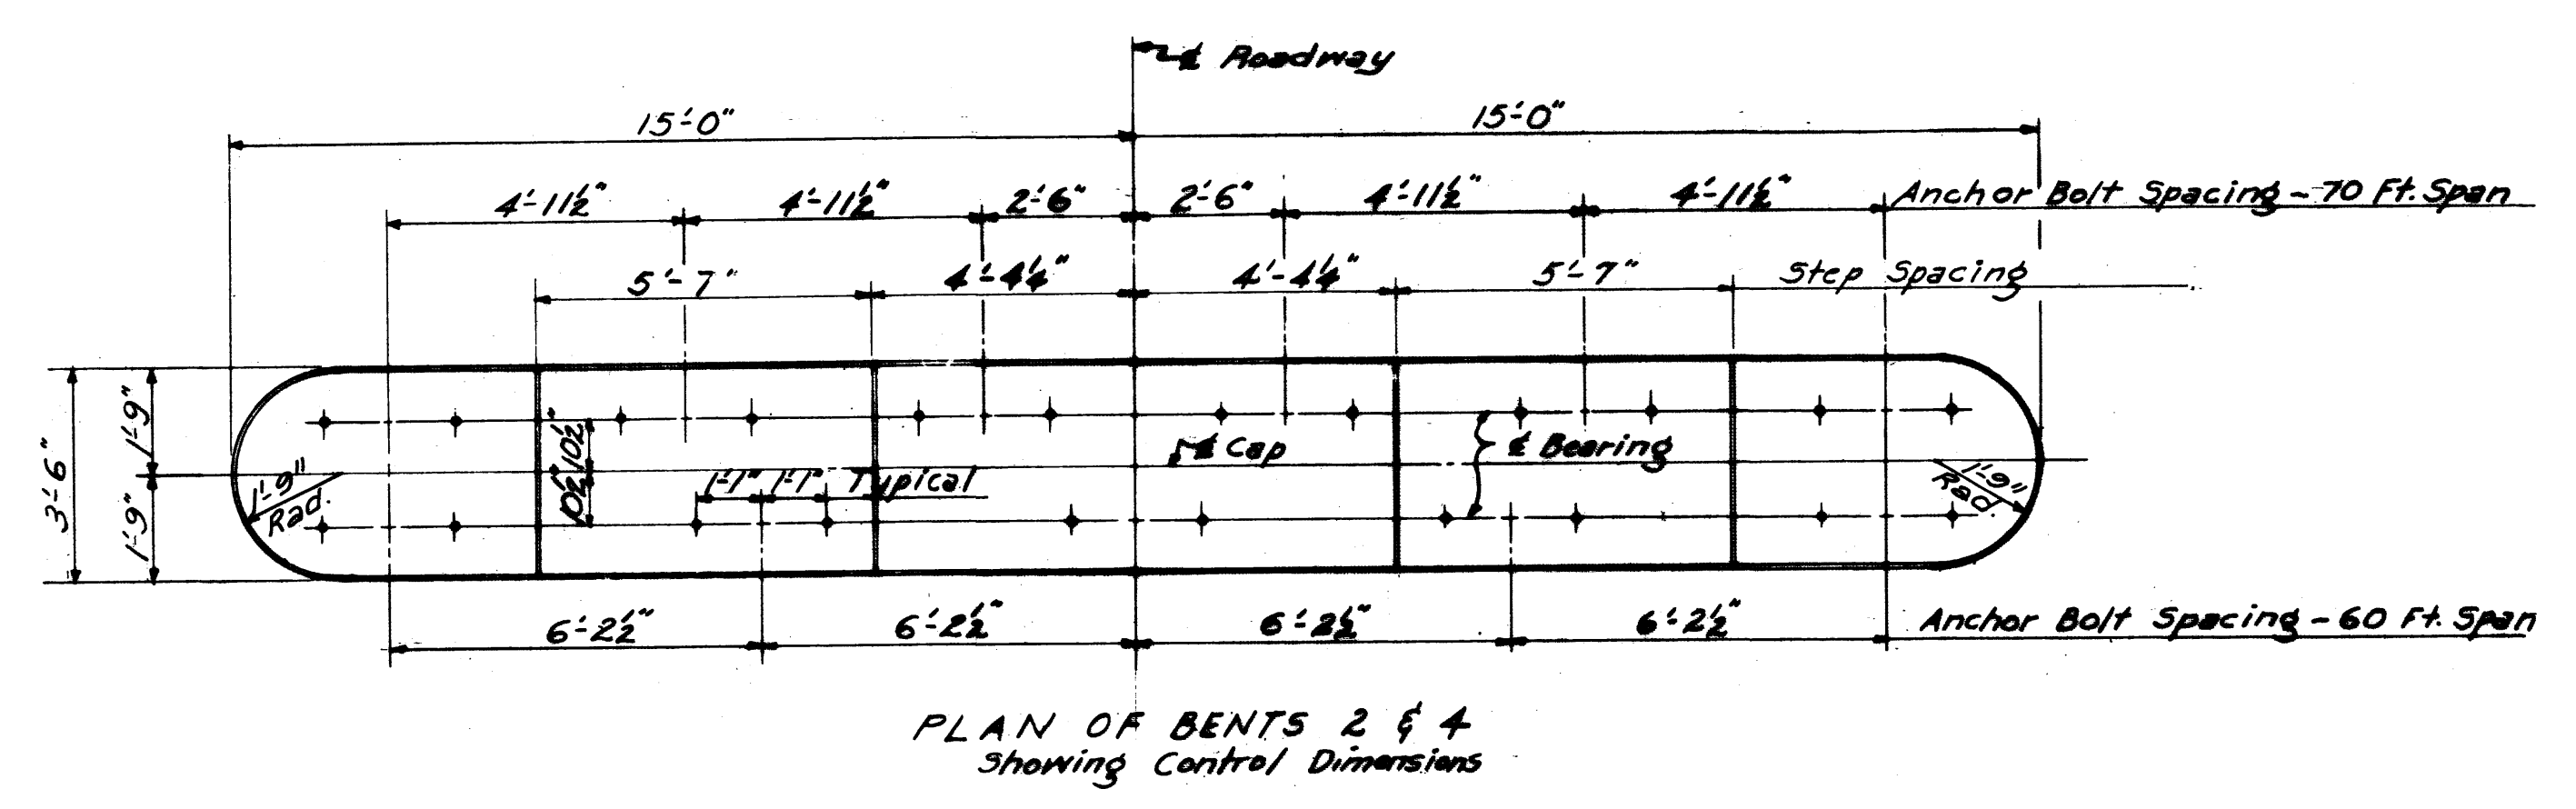 ℄ Roadway
15'-0" 15'-0"
4'-11½" 4'-11½" 2'-6" 2'-6" 4'-11½" 4'-11½" Anchor Bolt Spacing - 70 Ft. Span
5'-7" 4'-4¼" 4'-4¼" 5'-7" Step Spacing
3'-6"
1'-9"
1'-9"
1'-9"
Rad.
10½"
10½"
1'-1" 1'-1" Typical
℄ Cap
℄ Bearing
1'-9"
Rad.
6'-2½" 6'-2½" 6'-2½" 6'-2½" Anchor Bolt Spacing - 60 Ft. Span
PLAN OF BENTS 2 & 4
Showing Control Dimensions